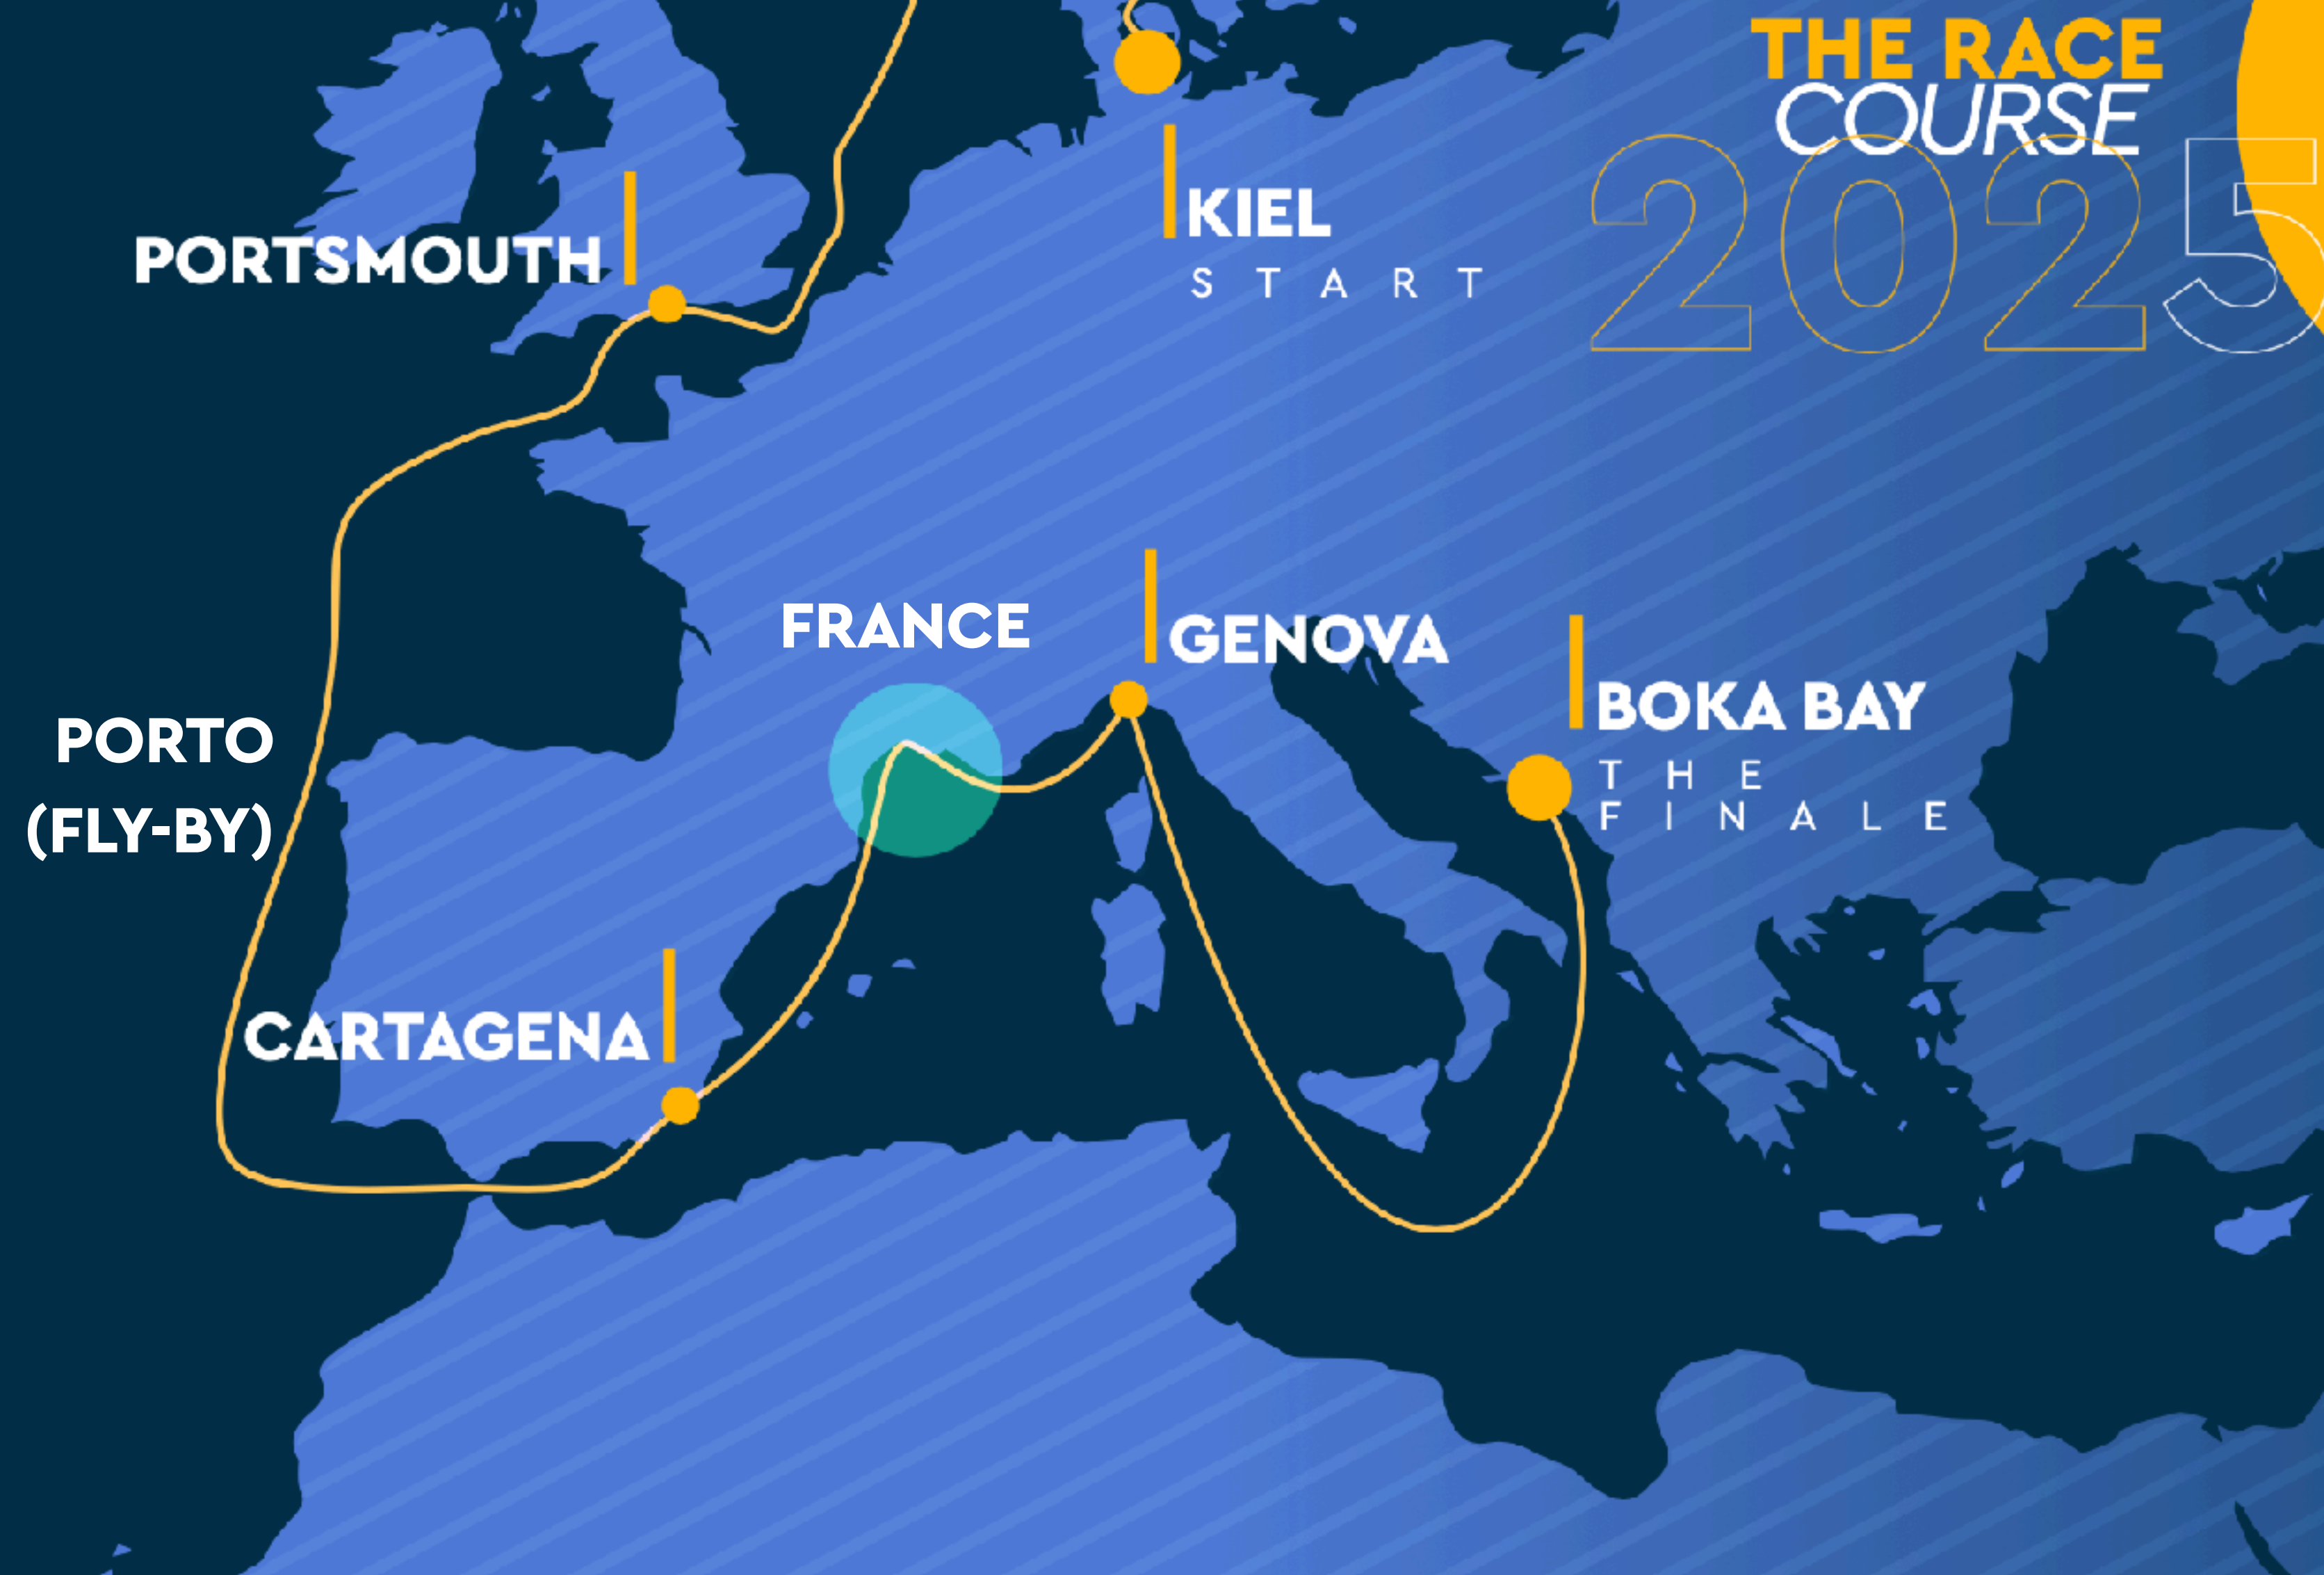 THE RACE
COURSE
2025
KIEL
START
PORTSMOUTH
FRANCE
GENOVA
BOKA BAY
THE
FINALE
PORTO
(FLY-BY)
CARTAGENA